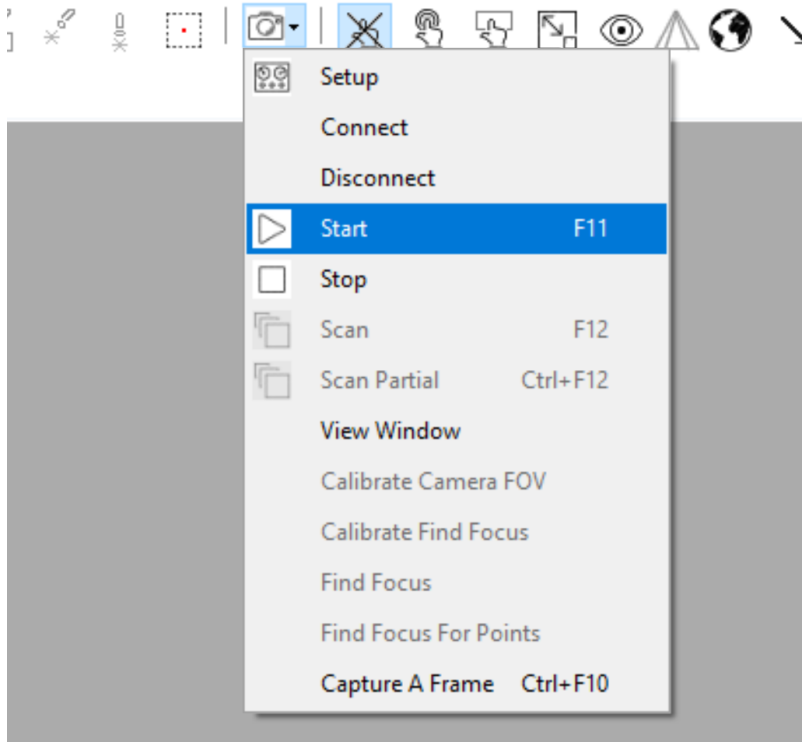 Setup
Connect
Disconnect
Start F11
Stop
Scan F12
Scan Partial Ctrl+F12
View Window
Calibrate Camera FOV
Calibrate Find Focus
Find Focus
Find Focus For Points
Capture A Frame Ctrl+F10